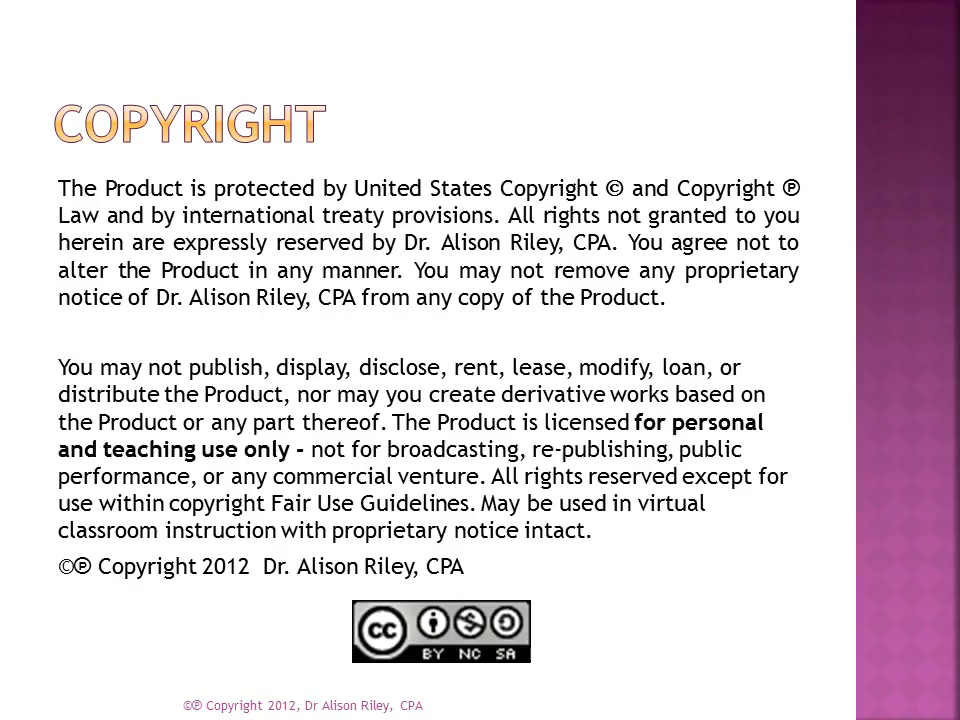 COPYRIGHT
The Product is protected by United States Copyright © and Copyright ℗
Law and by international treaty provisions. All rights not granted to you
herein are expressly reserved by Dr. Alison Riley, CPA. You agree not to
alter the Product in any manner. You may not remove any proprietary
notice of Dr. Alison Riley, CPA from any copy of the Product.
You may not publish, display, disclose, rent, lease, modify, loan, or
distribute the Product, nor may you create derivative works based on
the Product or any part thereof. The Product is licensed for personal
and teaching use only - not for broadcasting, re-publishing, public
performance, or any commercial venture. All rights reserved except for
use within copyright Fair Use Guidelines. May be used in virtual
classroom instruction with proprietary notice intact.
©℗ Copyright 2012 Dr. Alison Riley, CPA
cc
BY NC SA
©℗ Copyright 2012, Dr Alison Riley, CPA